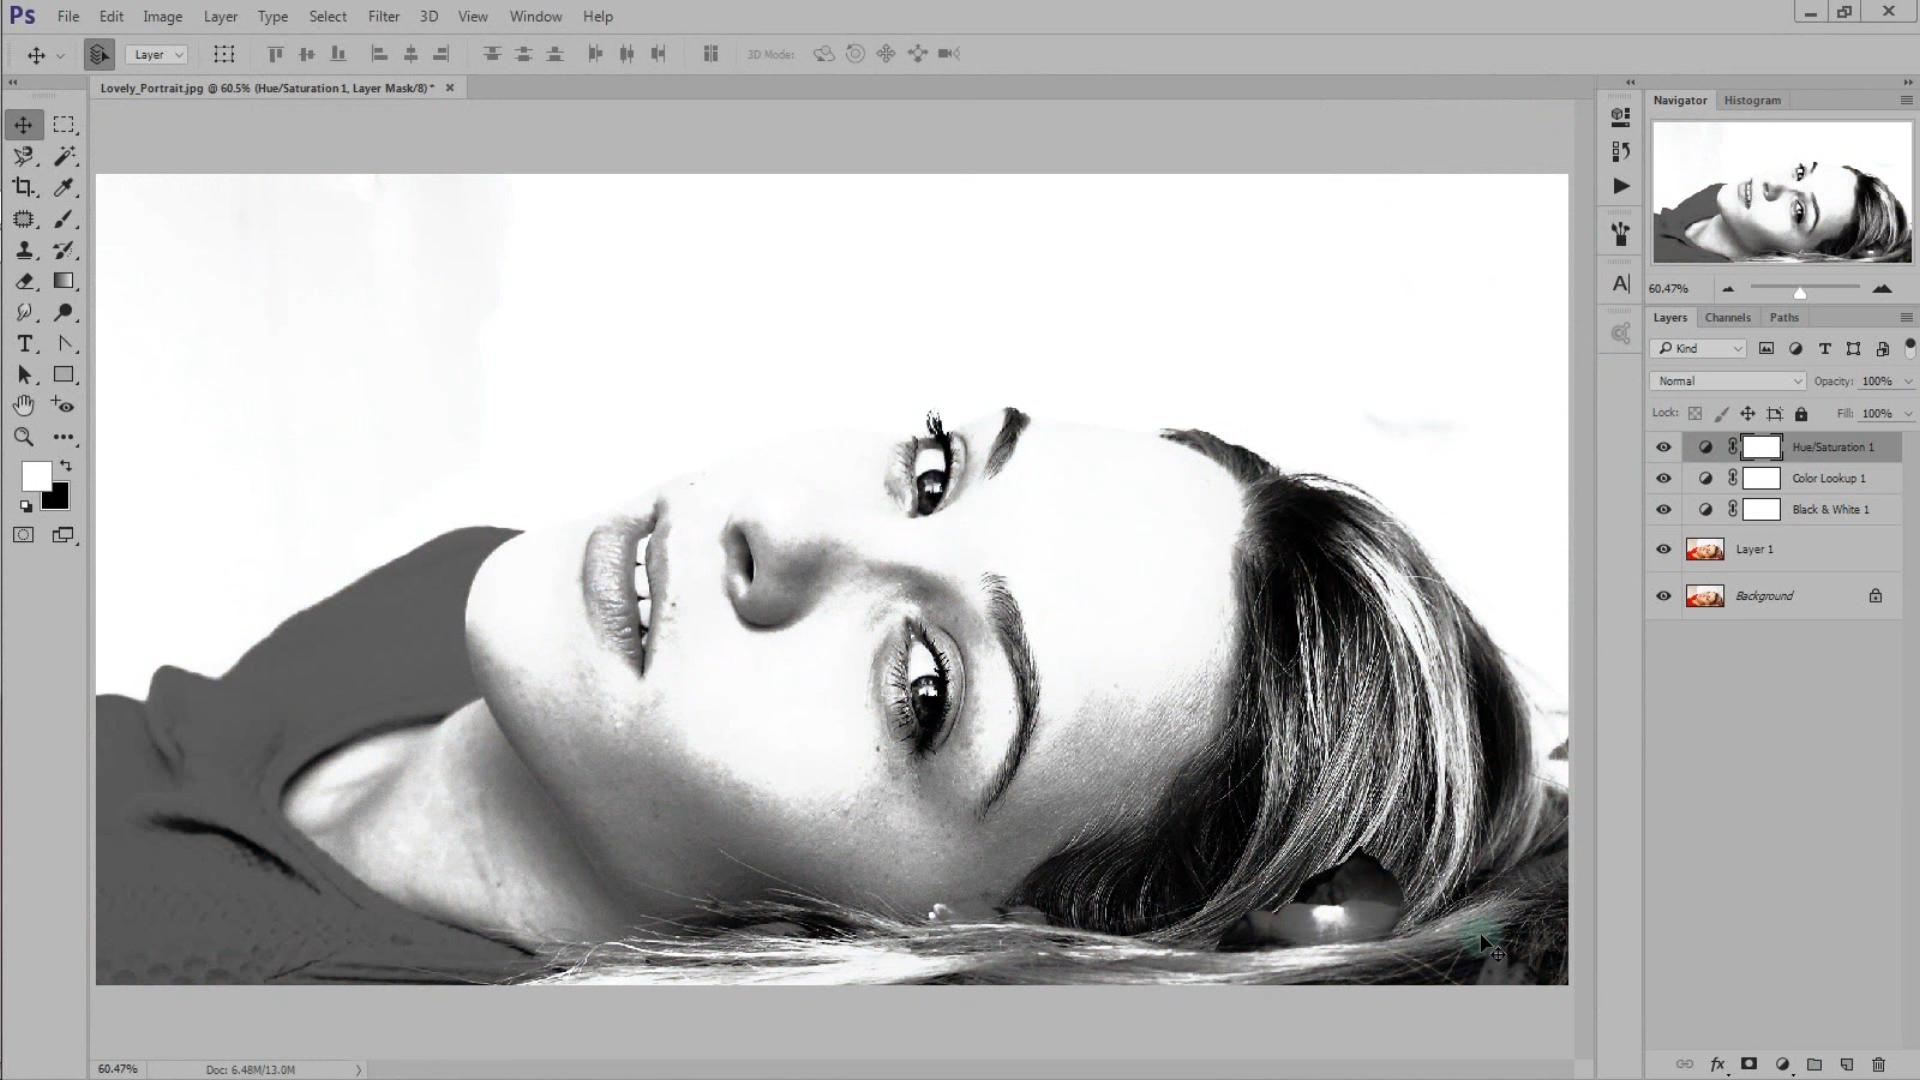 Ps File Edit Image Layer Type Select Filter 3D View Window Help
Layer 3D Mode:
Lovely_Portrait.jpg @ 60.5% (Hue/Saturation 1, Layer Mask/8) *
Navigator Histogram
60.47%
Layers Channels Paths
Kind
Normal Opacity: 100%
Lock: Fill: 100%
Hue/Saturation 1
Color Lookup 1
Black & White 1
Layer 1
Background
60.47% Doc: 6.48M/13.0M